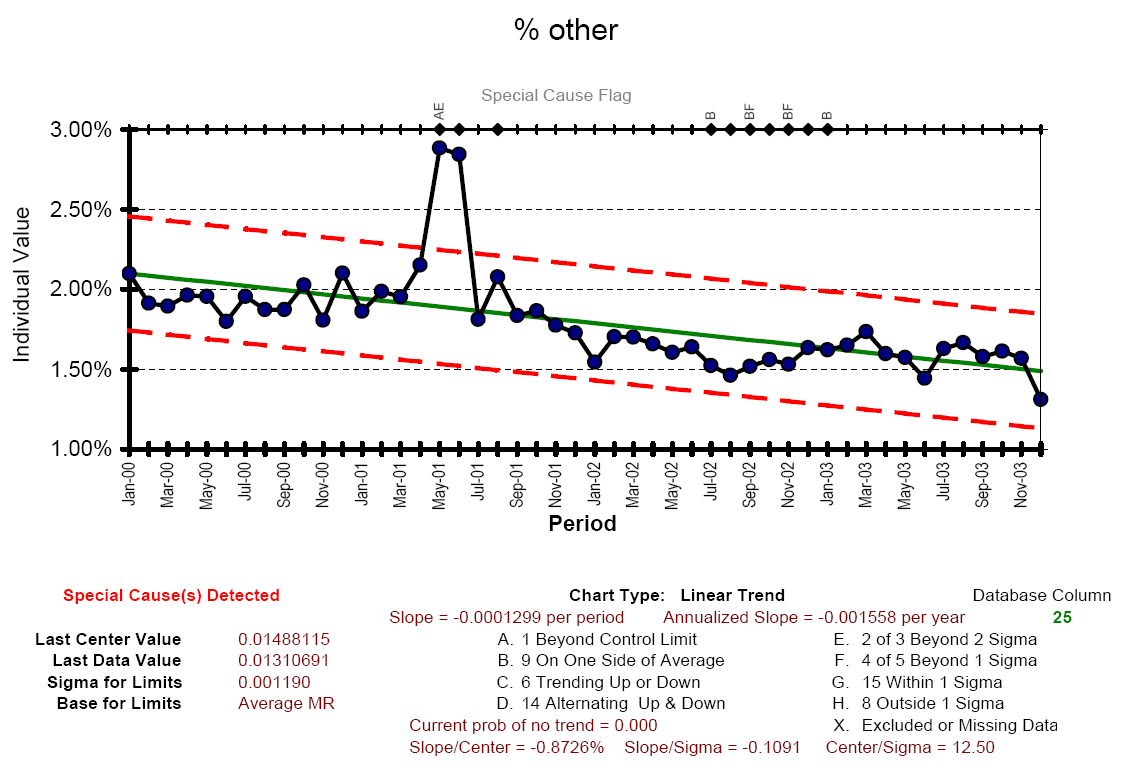 % other
Special Cause Flag
AE B BF BF B
3.00%
2.50%
2.00%
1.50%
1.00%
Individual Value
Jan-00 Mar-00 May-00 Jul-00 Sep-00 Nov-00 Jan-01 Mar-01 May-01 Jul-01 Sep-01 Nov-01 Jan-02 Mar-02 May-02 Jul-02 Sep-02 Nov-02 Jan-03 Mar-03 May-03 Jul-03 Sep-03 Nov-03
Period
Special Cause(s) Detected Chart Type: Linear Trend Database Column
Slope = -0.0001299 per period Annualized Slope = -0.001558 per year 25
Last Center Value 0.01488115 A. 1 Beyond Control Limit E. 2 of 3 Beyond 2 Sigma
Last Data Value 0.01310691 B. 9 On One Side of Average F. 4 of 5 Beyond 1 Sigma
Sigma for Limits 0.001190 C. 6 Trending Up or Down G. 15 Within 1 Sigma
Base for Limits Average MR D. 14 Alternating Up & Down H. 8 Outside 1 Sigma
Current prob of no trend = 0.000 X. Excluded or Missing Data
Slope/Center = -0.8726% Slope/Sigma = -0.1091 Center/Sigma = 12.50